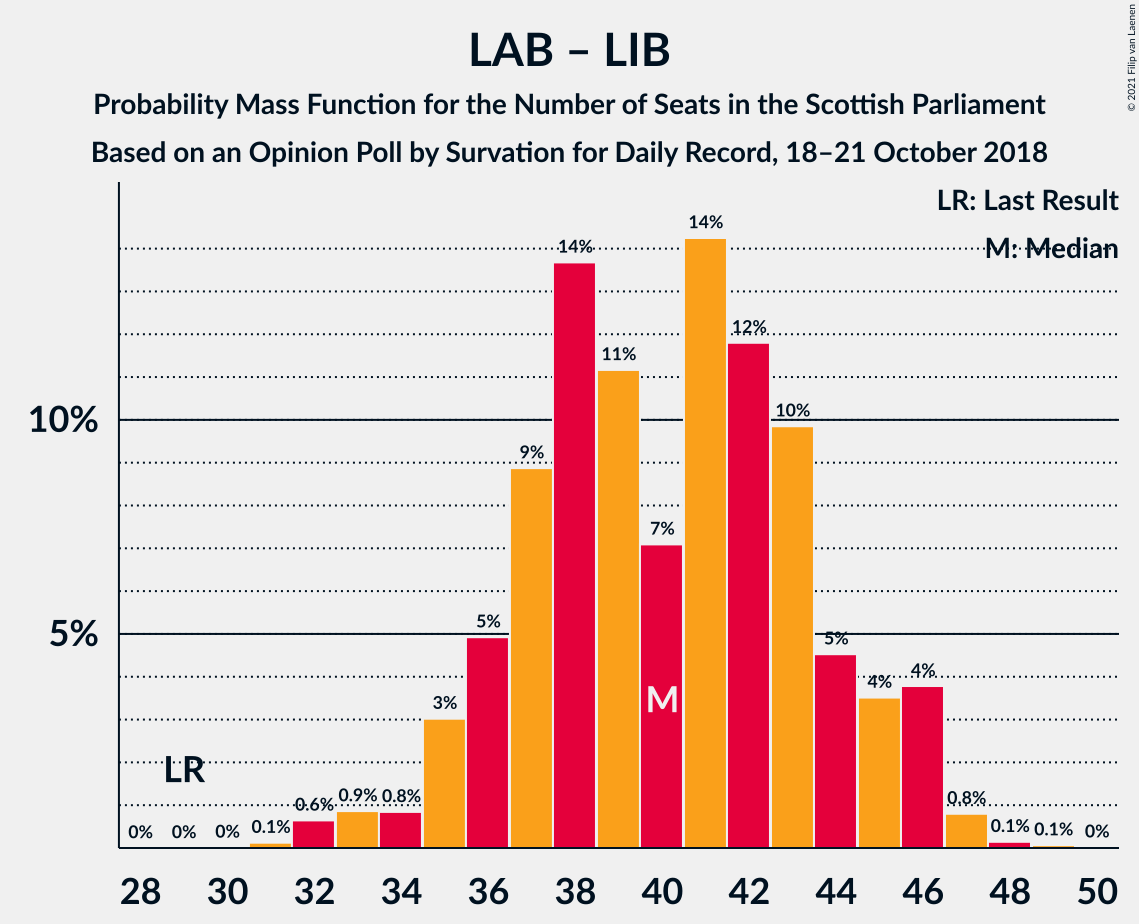 LAB – LIB
Probability Mass Function for the Number of Seats in the Scottish Parliament
Based on an Opinion Poll by Survation for Daily Record, 18–21 October 2018
© 2021 Filip van Laenen
LR: Last Result
M: Median
10%
5%
0%
0%
0%
0.1%
0.6%
0.9%
0.8%
3%
5%
9%
14%
11%
7%
14%
12%
10%
5%
4%
4%
0.8%
0.1%
0.1%
0%
LR
M
28 30 32 34 36 38 40 42 44 46 48 50